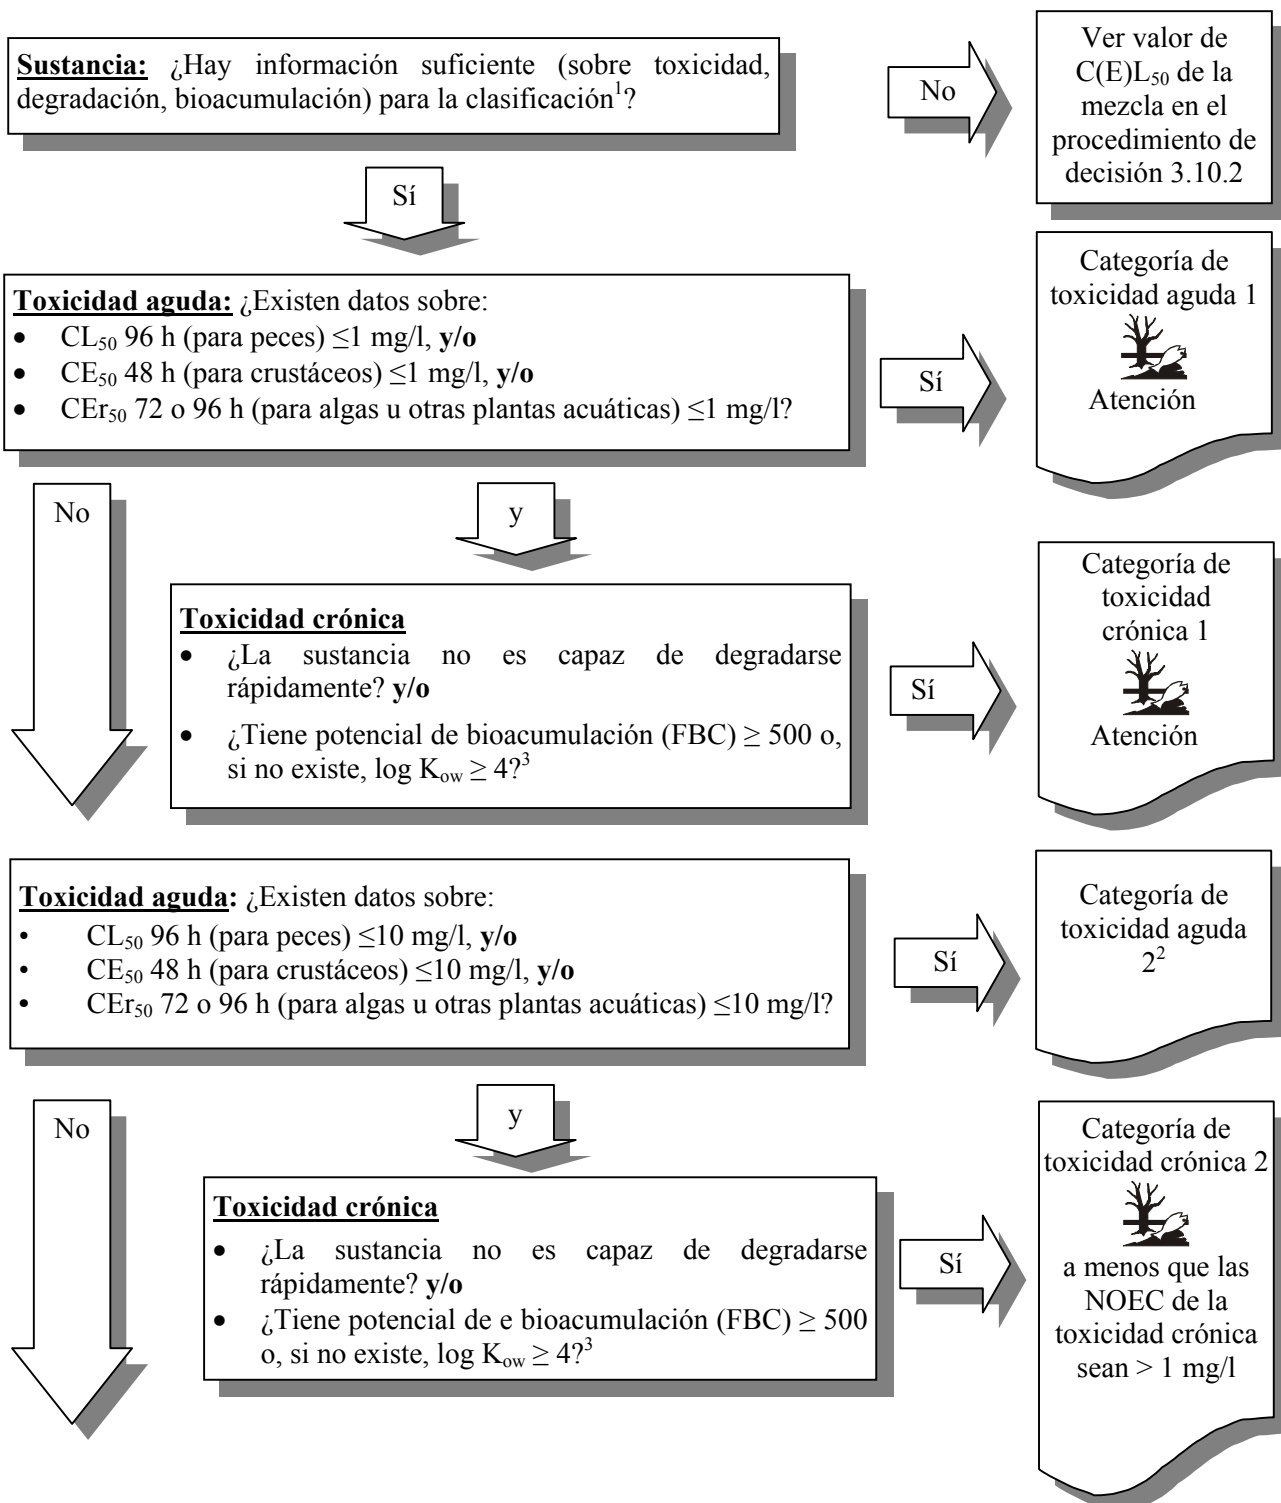 Sustancia: ¿Hay información suficiente (sobre toxicidad,
degradación, bioacumulación) para la clasificación¹?
No
Ver valor de
C(E)L₅₀ de la
mezcla en el
procedimiento de
decisión 3.10.2
Sí
Toxicidad aguda: ¿Existen datos sobre:
• CL₅₀ 96 h (para peces) ≤1 mg/l, y/o
• CE₅₀ 48 h (para crustáceos) ≤1 mg/l, y/o
• CEr₅₀ 72 o 96 h (para algas u otras plantas acuáticas) ≤1 mg/l?
Sí
Categoría de
toxicidad aguda 1
Atención
No
y
Toxicidad crónica
• ¿La sustancia no es capaz de degradarse
rápidamente? y/o
• ¿Tiene potencial de bioacumulación (FBC) ≥ 500 o,
si no existe, log Kₒw ≥ 4?³
Sí
Categoría de
toxicidad
crónica 1
Atención
Toxicidad aguda: ¿Existen datos sobre:
• CL₅₀ 96 h (para peces) ≤10 mg/l, y/o
• CE₅₀ 48 h (para crustáceos) ≤10 mg/l, y/o
• CEr₅₀ 72 o 96 h (para algas u otras plantas acuáticas) ≤10 mg/l?
Sí
Categoría de
toxicidad aguda
2²
No
y
Toxicidad crónica
• ¿La sustancia no es capaz de degradarse
rápidamente? y/o
• ¿Tiene potencial de e bioacumulación (FBC) ≥ 500
o, si no existe, log Kₒw ≥ 4?³
Sí
Categoría de
toxicidad crónica 2
a menos que las
NOEC de la
toxicidad crónica
sean > 1 mg/l